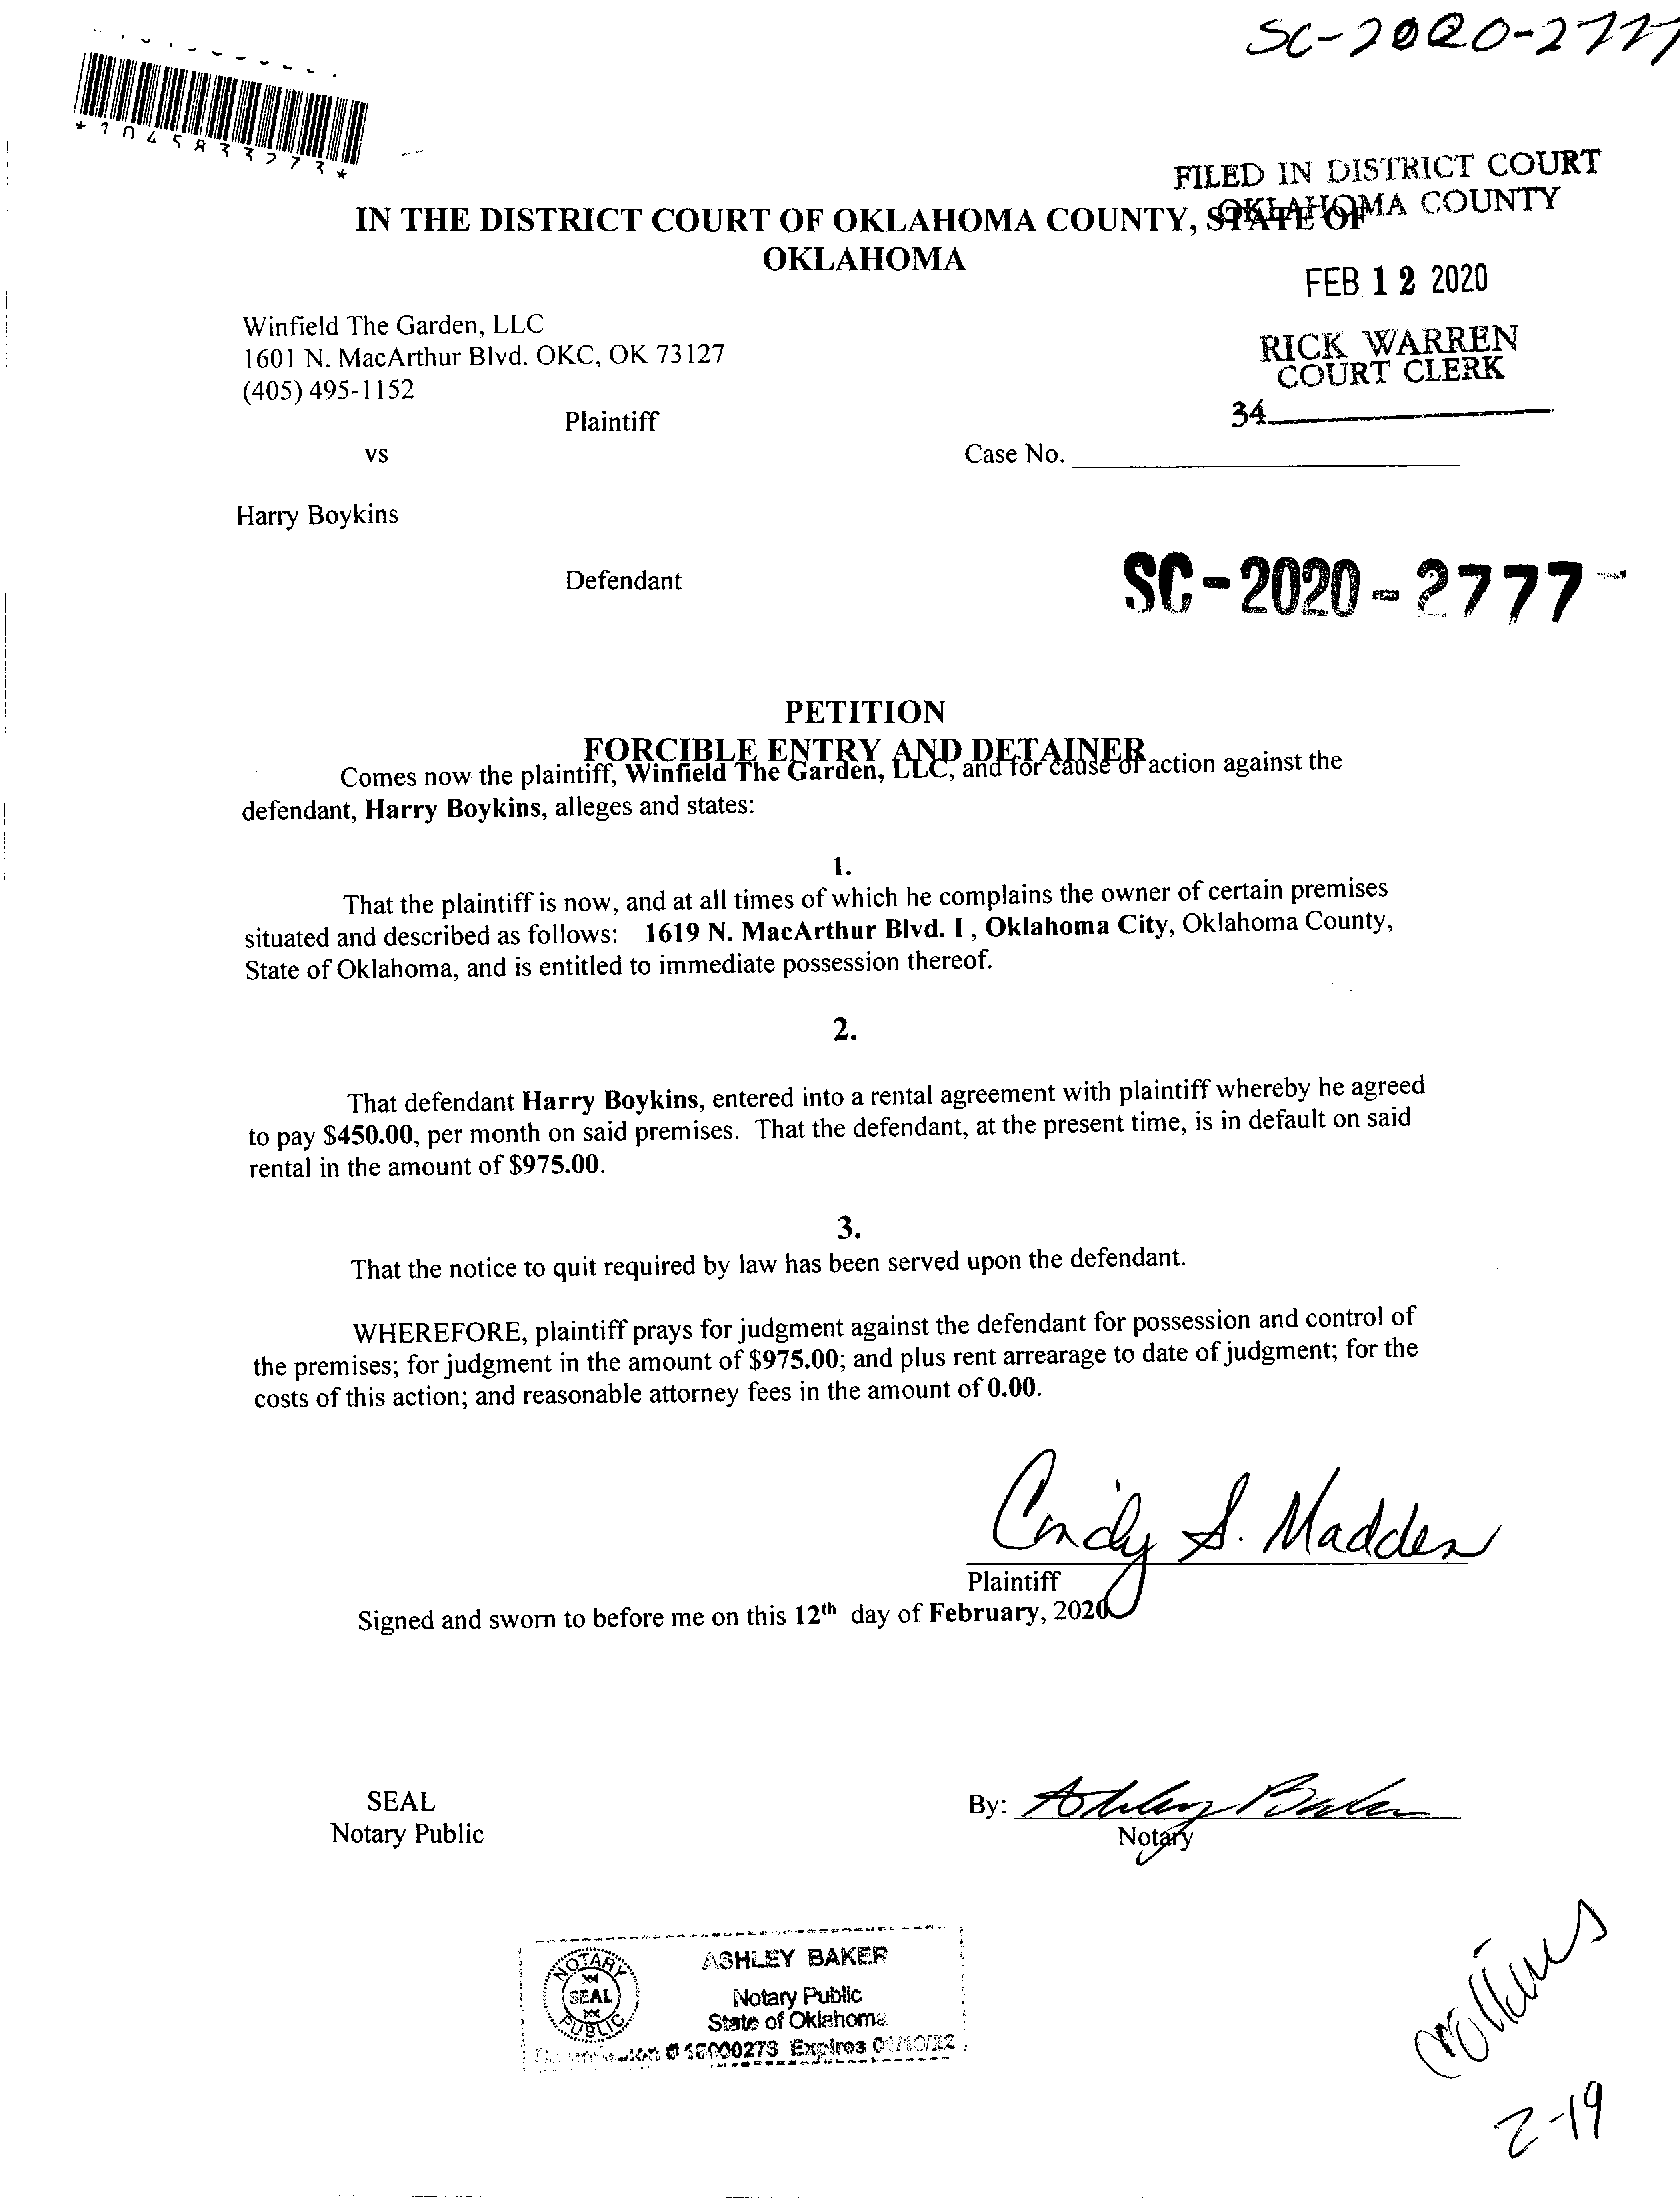 SC-2020-2777
*1045833273*
FILED IN DISTRICT COURT
OKLAHOMA COUNTY
IN THE DISTRICT COURT OF OKLAHOMA COUNTY, STATE OF
OKLAHOMA
FEB 12 2020
Winfield The Garden, LLC
1601 N. MacArthur Blvd. OKC, OK 73127
(405) 495-1152
RICK WARREN
COURT CLERK
34
Plaintiff
vs
Case No.
Harry Boykins
Defendant
SC-2020-2777
PETITION
FORCIBLE ENTRY AND DETAINER
Comes now the plaintiff, Winfield The Garden, LLC, and for cause of action against the
defendant, Harry Boykins, alleges and states:
1.
That the plaintiff is now, and at all times of which he complains the owner of certain premises
situated and described as follows: 1619 N. MacArthur Blvd. I , Oklahoma City, Oklahoma County,
State of Oklahoma, and is entitled to immediate possession thereof.
2.
That defendant Harry Boykins, entered into a rental agreement with plaintiff whereby he agreed
to pay $450.00, per month on said premises. That the defendant, at the present time, is in default on said
rental in the amount of $975.00.
3.
That the notice to quit required by law has been served upon the defendant.
WHEREFORE, plaintiff prays for judgment against the defendant for possession and control of
the premises; for judgment in the amount of $975.00; and plus rent arrearage to date of judgment; for the
costs of this action; and reasonable attorney fees in the amount of 0.00.
Cindy S. Madden
Plaintiff
Signed and sworn to before me on this 12th day of February, 2020
SEAL
Notary Public
By: Ashley Baker
Notary
NOTARY SEAL PUBLIC
ASHLEY BAKER
Notary Public
State of Oklahoma
Expires
2-19